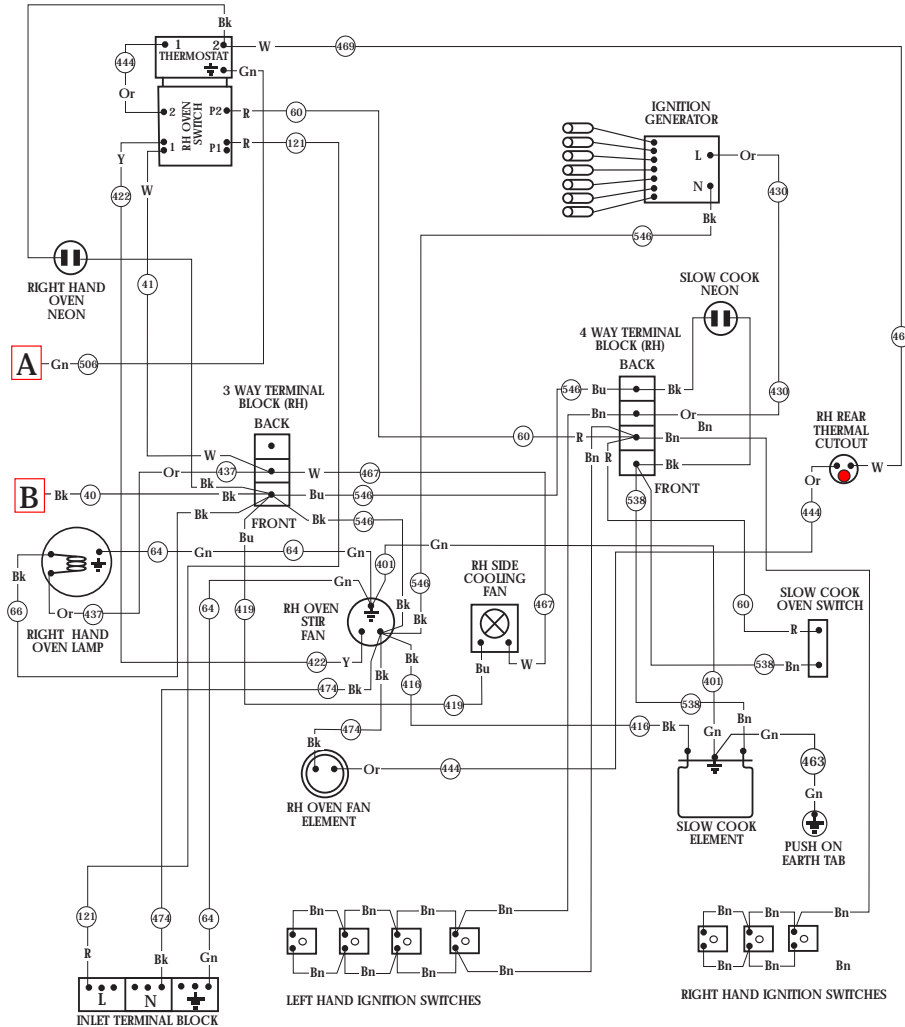 Bk
1 2 W 469
THERMOSTAT
444 Gn
Or
2 P2 R 60
RH OVEN
SWITCH
1 P1 R 121
Y
422 W
IGNITION
GENERATOR
L Or
430
N
Bk
546
RIGHT HAND
OVEN
NEON
41
SLOW COOK
NEON
A Gn 506
4 WAY TERMINAL
BLOCK (RH)
BACK
46
3 WAY TERMINAL
BLOCK (RH)
BACK
546 Bu Bk
430
Bn Or
Bn
RH REAR
THERMAL
CUTOUT
60 R Bn
W
Bn R
Or 437 W 467
Bk
W
Or
B Bk 40 Bk Bk Bu 546
FRONT
538
444
Bk FRONT Bk
546
Bu
64 Gn 64 Gn 401 Gn
Bk
66
Or 437
RIGHT HAND
OVEN LAMP
Gn
64
419
RH OVEN
STIR
FAN
Bk
546
Bk
RH SIDE
COOLING
FAN
467
SLOW COOK
OVEN SWITCH
60
R
422 Y
Bk
Bu W
538 Bn
474 Bk
416
Bk
419
401
538
474
Bk
416 Bk
Gn
Bn
Gn
463
Gn
Or 444
RH OVEN FAN
ELEMENT
SLOW COOK
ELEMENT
PUSH ON
EARTH TAB
121 474 64
R Bk Gn
Bn Bn Bn Bn
Bn Bn Bn
Bn Bn Bn Bn
Bn Bn Bn
L N
INLET TERMINAL BLOCK
LEFT HAND IGNITION SWITCHES
RIGHT HAND IGNITION SWITCHES